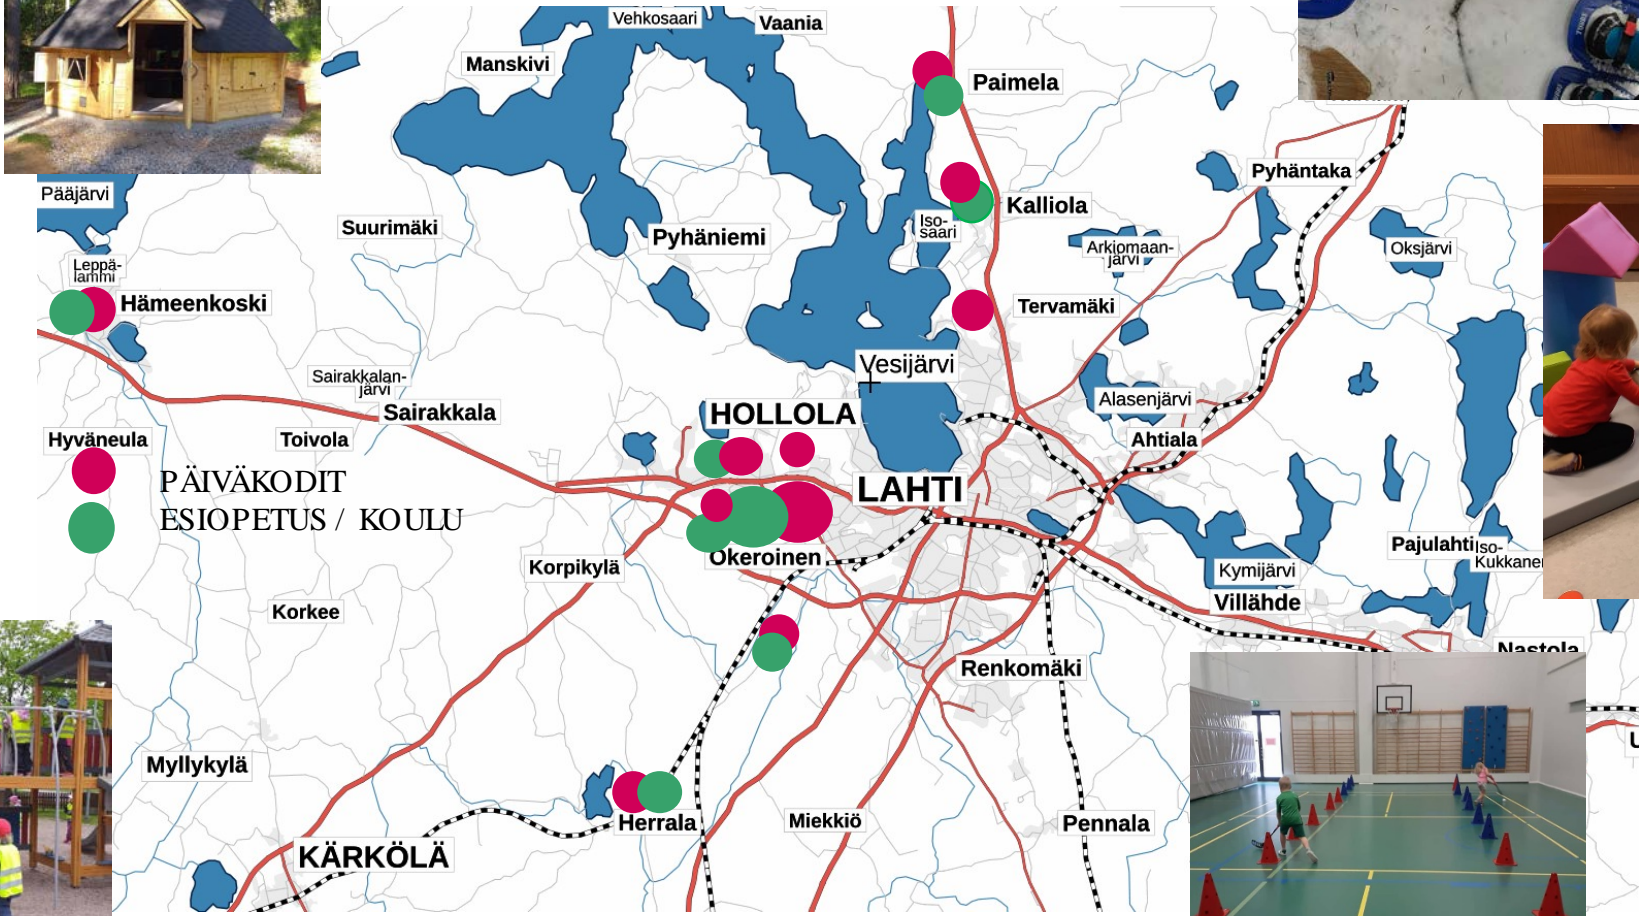 Vehkosaari
Vaania
Manskivi
Paimela
Pyhäntaka
Pääjärvi
Kalliola
Iso-
saari
Suurimäki
Pyhäniemi
Arkiomaan-
järvi
Oksjärvi
Leppä-
lammi
Hämeenkoski
Tervamäki
Vesijärvi
Sairakkalan-
järvi
Sairakkala
HOLLOLA
Alasenjärvi
Hyväneula
Toivola
Ahtiala
PÄIVÄKODIT
LAHTI
ESIOPETUS / KOULU
Okeroinen
Pajulahti
Iso-
Kukkanen
Korpikylä
Kymijärvi
Villähde
Korkee
Nastola
Renkomäki
Myllykylä
Herrala
Miekkiö
Pennala
KÄRKÖLÄ